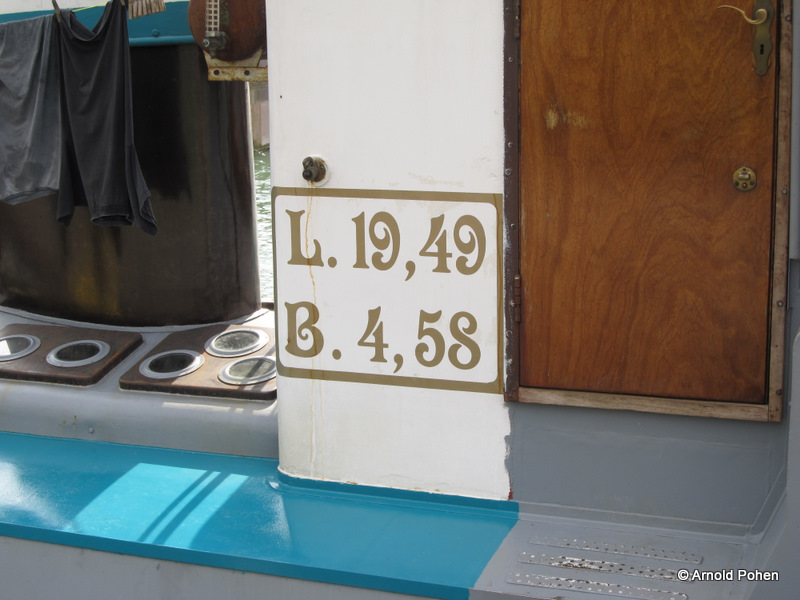 L. 19,49
B. 4,58
©Arnold Pohen